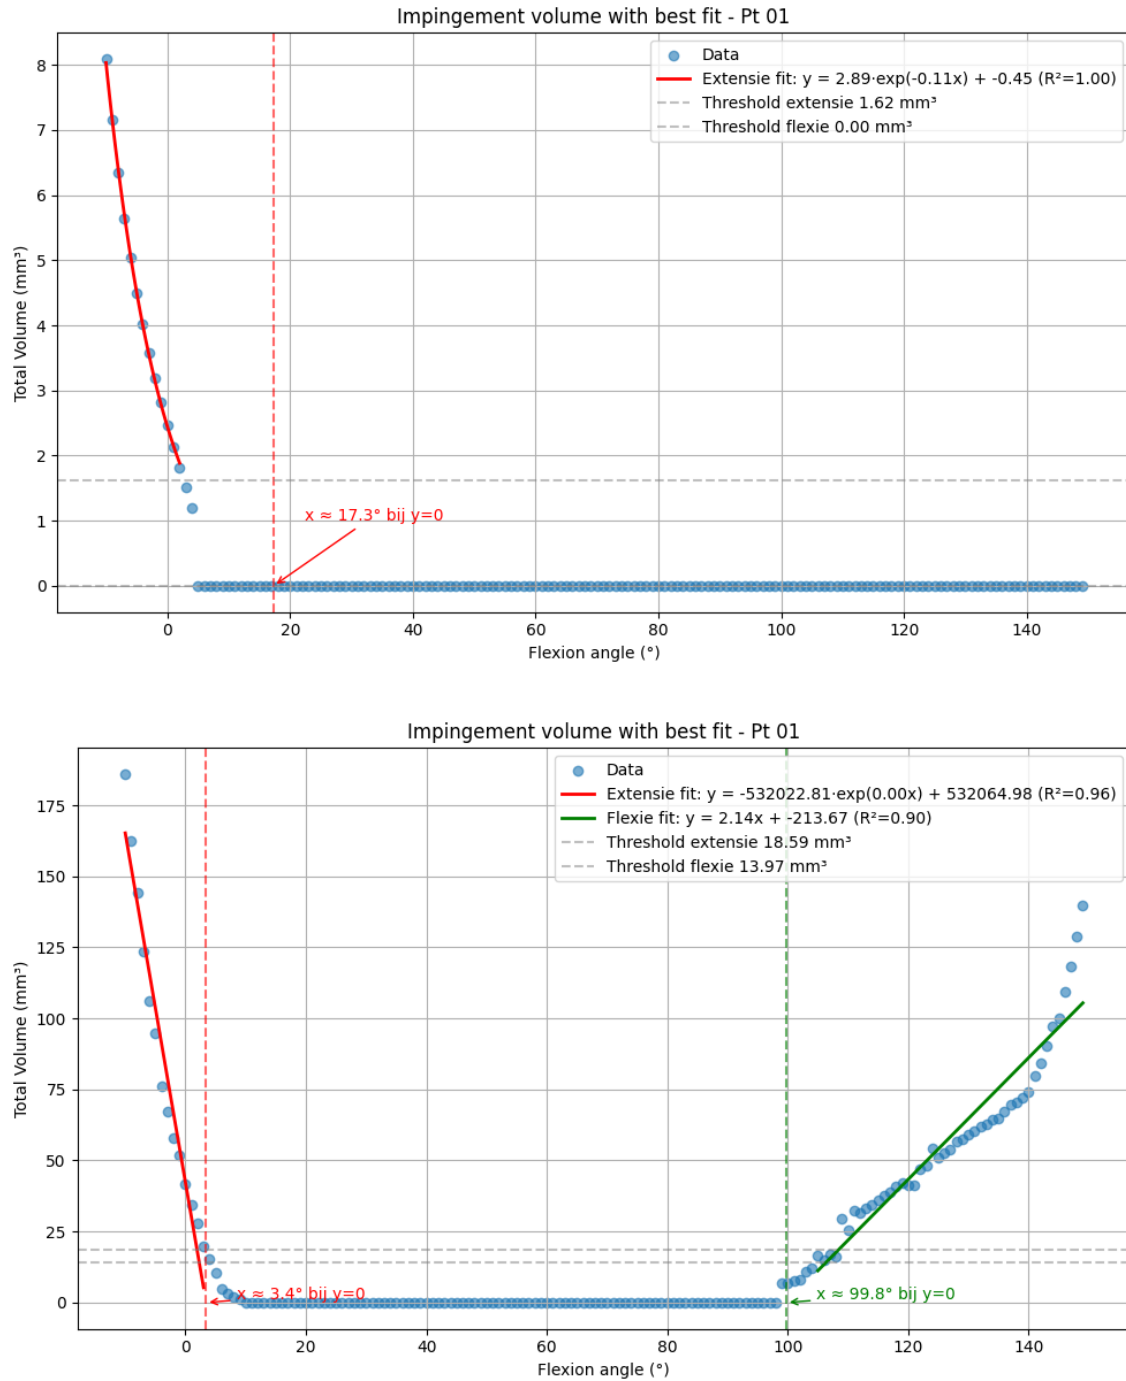 Impingement volume with best fit - Pt 01
Data
Extensie fit: y = 2.89·exp(-0.11x) + -0.45 (R²=1.00)
Threshold extensie 1.62 mm³
Threshold flexie 0.00 mm³
Total Volume (mm³)
8
7
6
5
4
3
2
1
0
x ≈ 17.3° bij y=0
0 20 40 60 80 100 120 140
Flexion angle (°)
Impingement volume with best fit - Pt 01
Data
Extensie fit: y = -532022.81·exp(0.00x) + 532064.98 (R²=0.96)
Flexie fit: y = 2.14x + -213.67 (R²=0.90)
Threshold extensie 18.59 mm³
Threshold flexie 13.97 mm³
Total Volume (mm³)
175
150
125
100
75
50
25
0
x ≈ 3.4° bij y=0
x ≈ 99.8° bij y=0
0 20 40 60 80 100 120 140
Flexion angle (°)